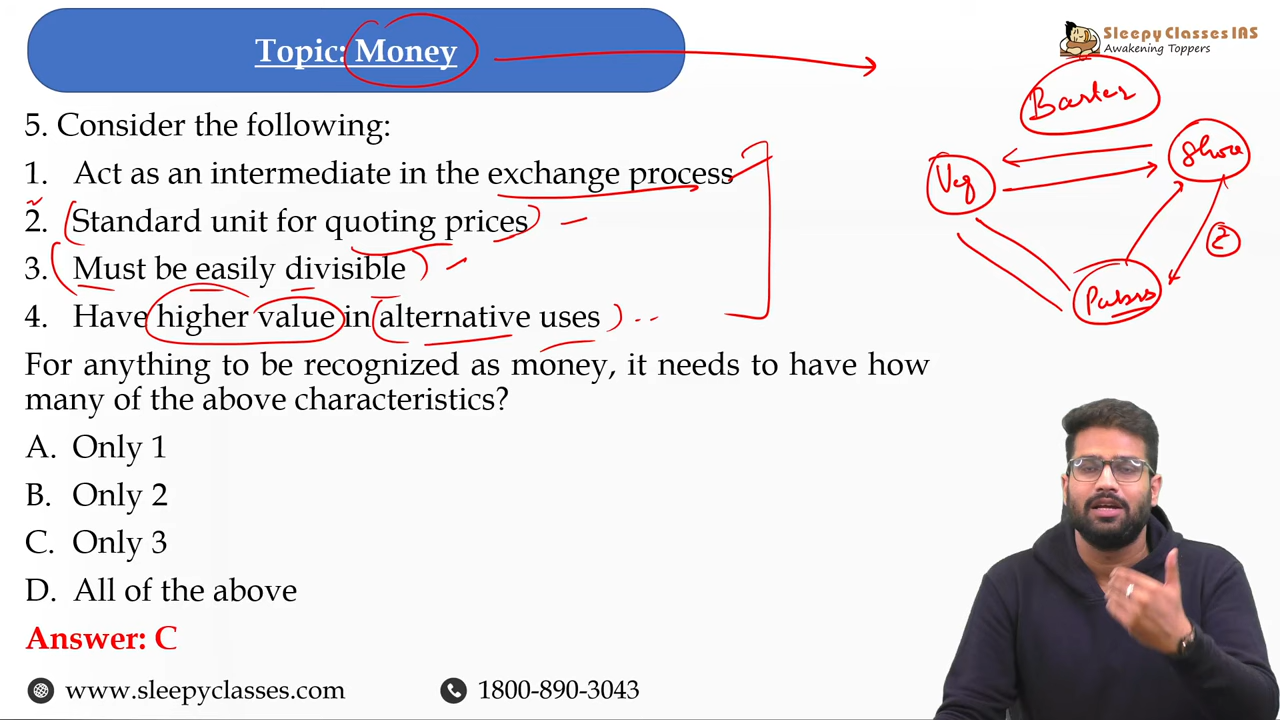 Topic: Money
Sleepy Classes IAS
Awakening Toppers
Barter
5. Consider the following:
1. Act as an intermediate in the exchange process
2. Standard unit for quoting prices
3. Must be easily divisible
4. Have higher value in alternative uses
Veg
2
For anything to be recognized as money, it needs to have how
many of the above characteristics?
A. Only 1
B. Only 2
C. Only 3
D. All of the above
Answer: C
www.sleepyclasses.com
1800-890-3043